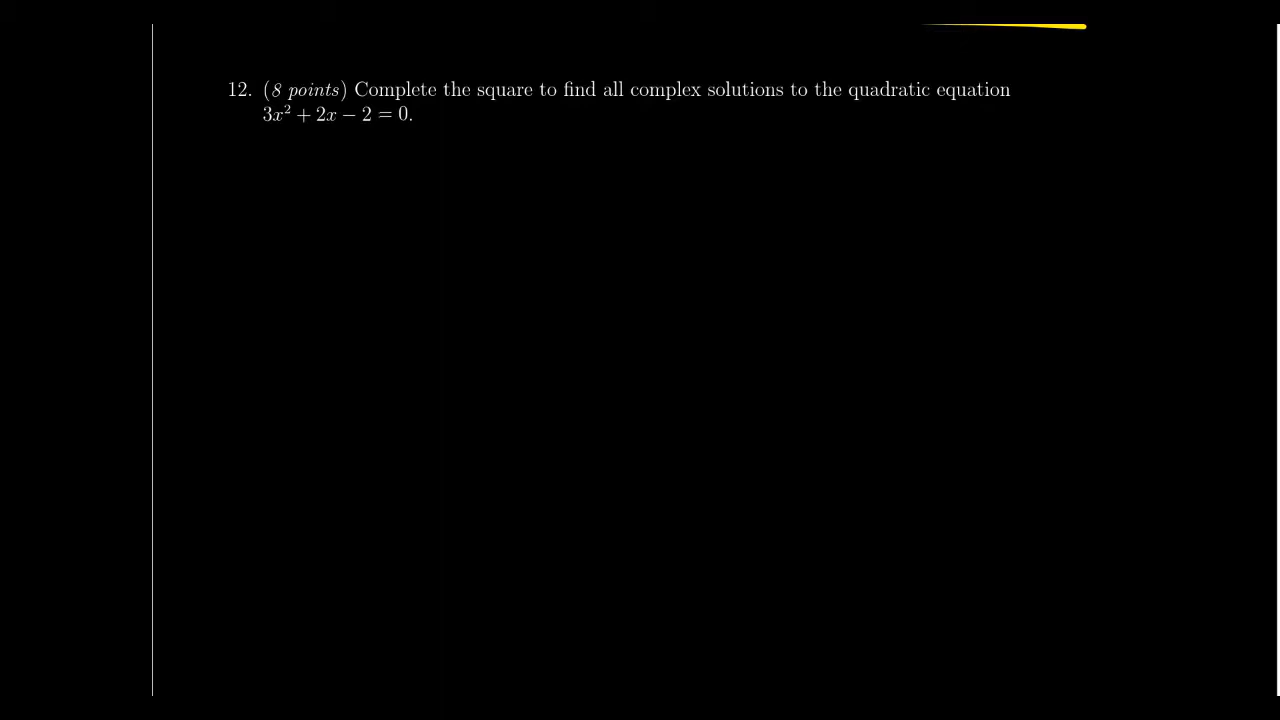 12. (8 points) Complete the square to find all complex solutions to the quadratic equation
3x² + 2x − 2 = 0.